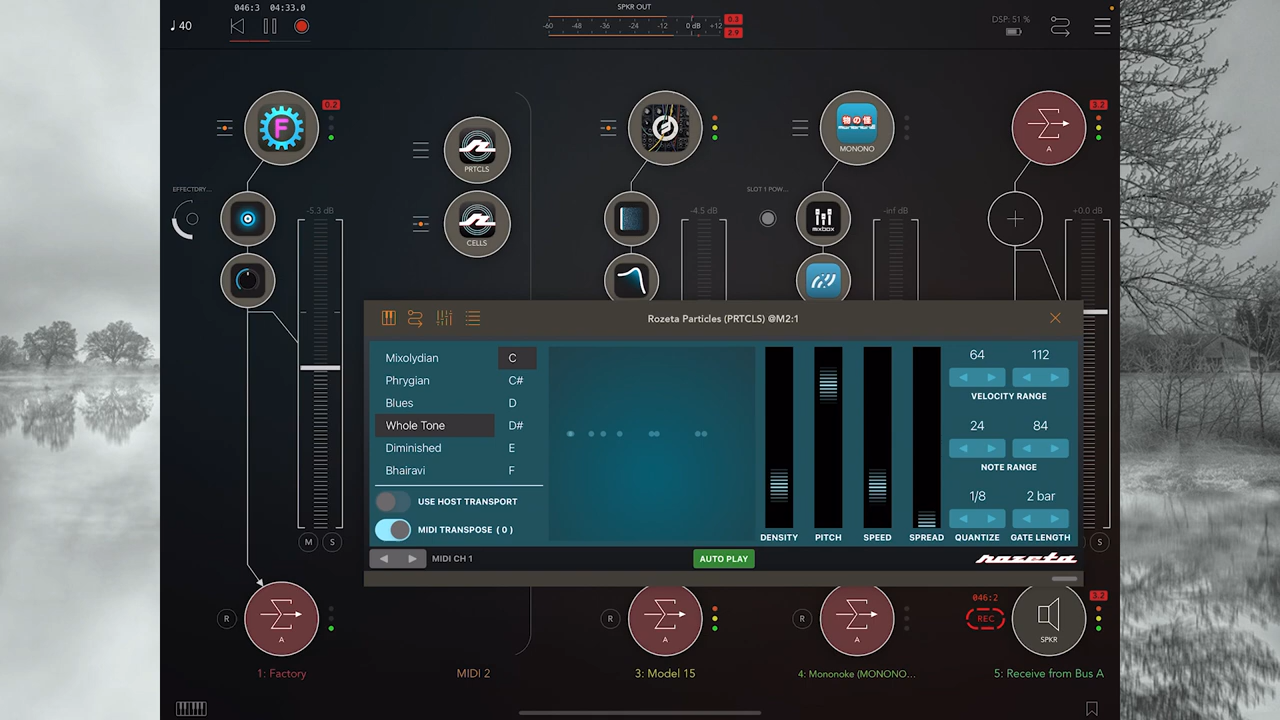 046:3 04:33.0
♩ 40
SPKR OUT
-60 -48 -36 -24 -12 0 dB +12
0.3
2.9
DSP: 51 %
F
0.2
PRTCLS
CELLS
物の怪
MONONO
A
3.2
EFFECTDRY...
-5.3 dB
-4.5 dB
SLOT 1 POW...
mixbox
-inf dB
+0.0 dB
Rozeta Particles (PRTCLS) @M2:1
Mixolydian C
Phrygian C#
Blues D
Whole Tone D#
Diminished E
Bhairavi F
USE HOST TRANSPORT
MIDI TRANSPOSE ( 0 )
MIDI CH 1
AUTO PLAY
DENSITY PITCH SPEED SPREAD
64 112
VELOCITY RANGE
24 84
NOTE RANGE
1/8 2 bar
QUANTIZE GATE LENGTH
rozeta
M S
S
R A
R A
R A
046:2
REC
SPKR
3.2
1: Factory
MIDI 2
3: Model 15
4: Mononoke (MONONO...
5: Receive from Bus A